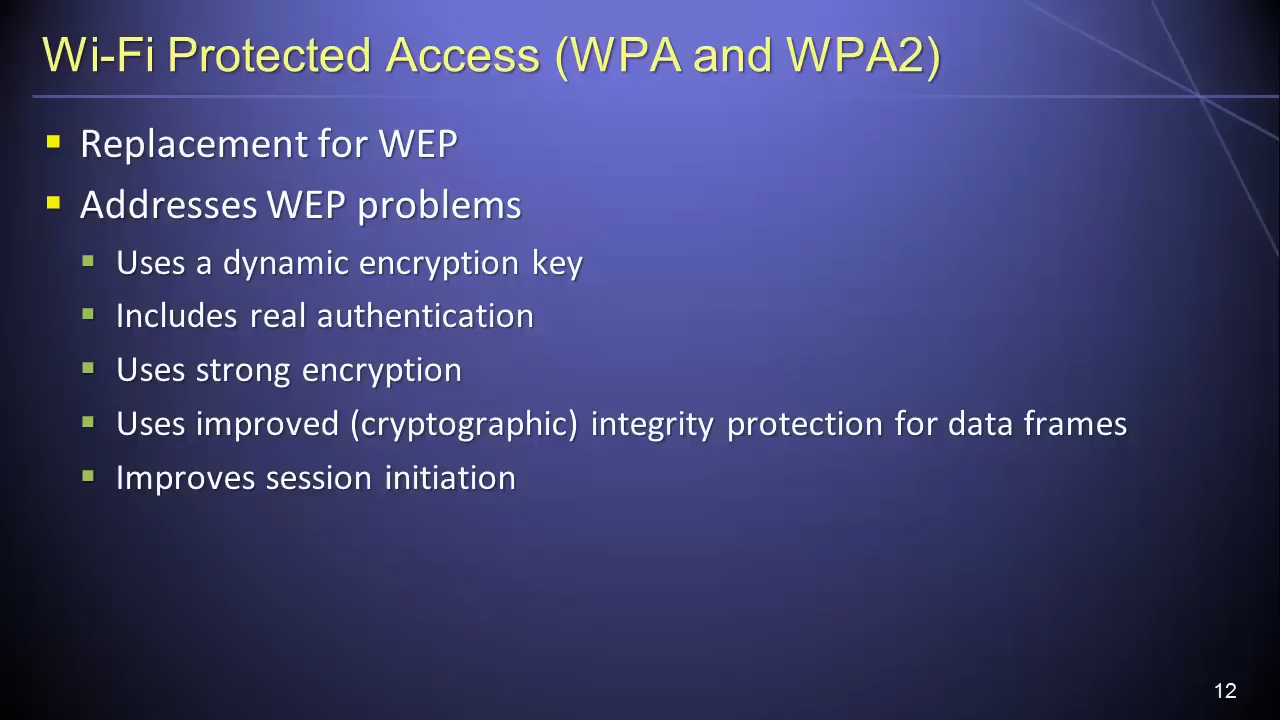 Wi-Fi Protected Access (WPA and WPA2)
Replacement for WEP
Addresses WEP problems
Uses a dynamic encryption key
Includes real authentication
Uses strong encryption
Uses improved (cryptographic) integrity protection for data frames
Improves session initiation
12